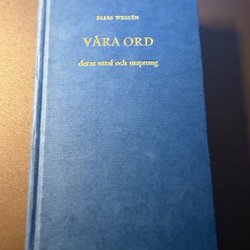 ELIAS WESSÉN
VÅRA ORD
deras uttal och ursprung